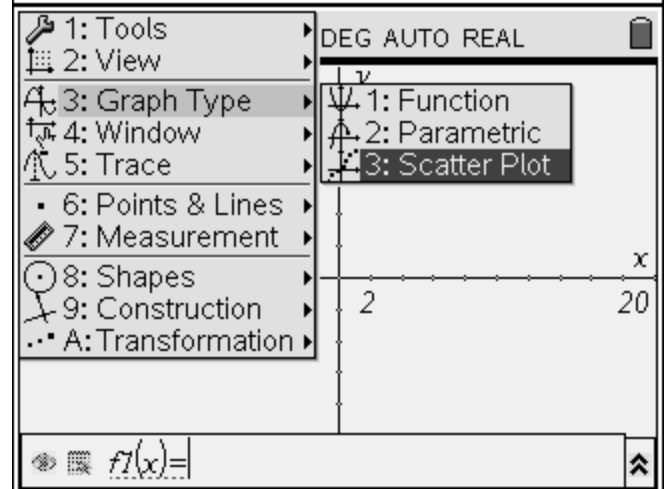 1: Tools
DEG AUTO REAL
2: View
3: Graph Type
4: Window
5: Trace
6: Points & Lines
7: Measurement
8: Shapes
9: Construction
A: Transformation
y
1: Function
2: Parametric
3: Scatter Plot
x
2
20
f1(x)=